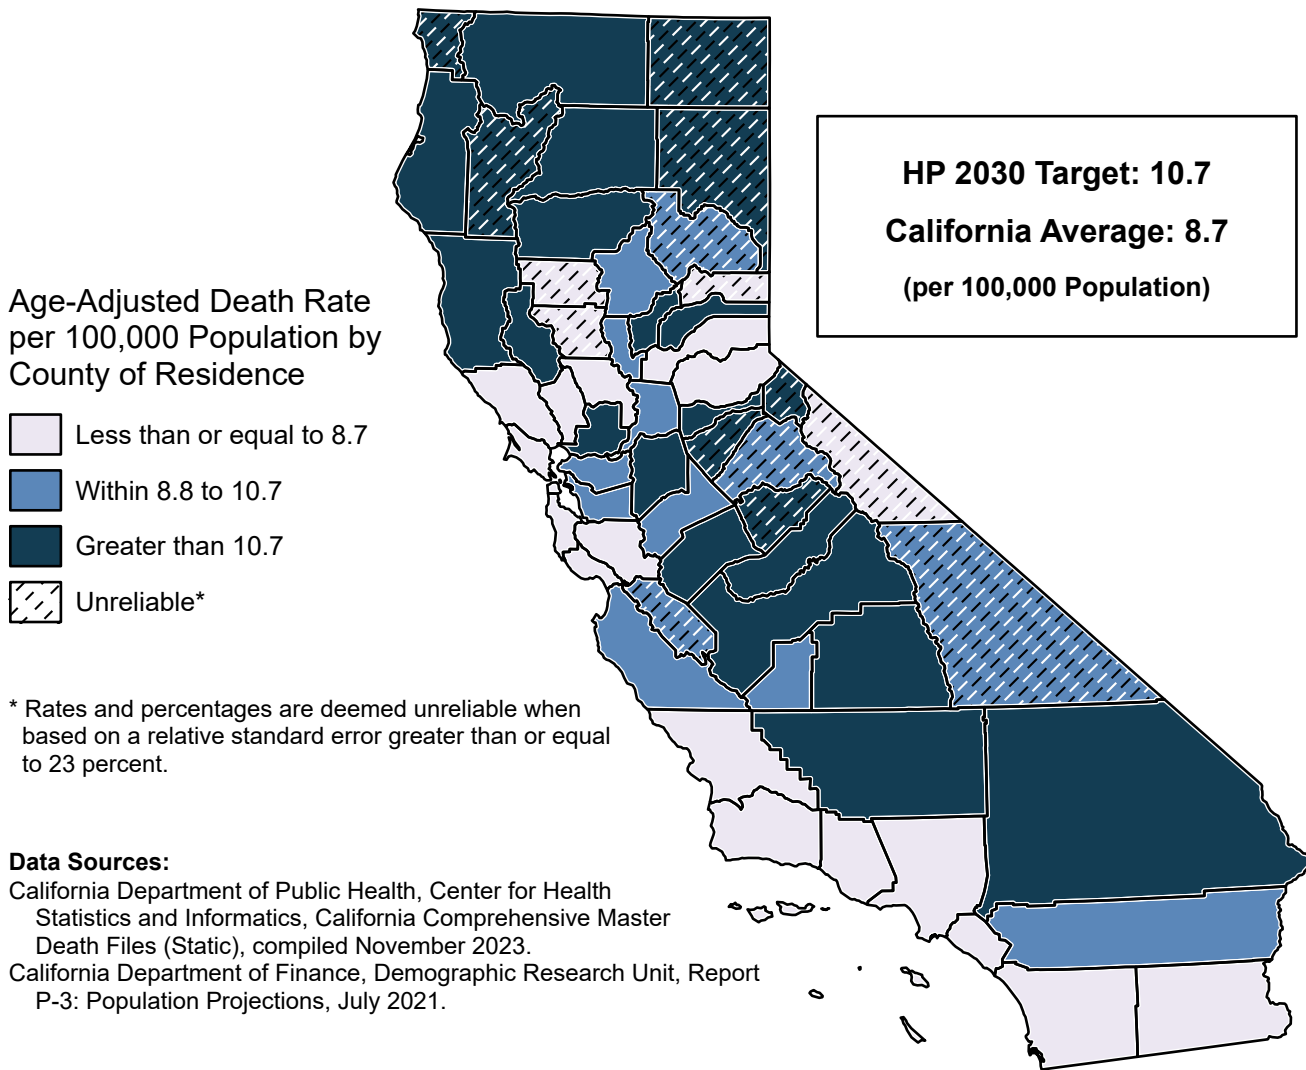 HP 2030 Target: 10.7
California Average: 8.7
(per 100,000 Population)
Age-Adjusted Death Rate
per 100,000 Population by
County of Residence
Less than or equal to 8.7
Within 8.8 to 10.7
Greater than 10.7
Unreliable*
* Rates and percentages are deemed unreliable when
based on a relative standard error greater than or equal
to 23 percent.
Data Sources:
California Department of Public Health, Center for Health
Statistics and Informatics, California Comprehensive Master
Death Files (Static), compiled November 2023.
California Department of Finance, Demographic Research Unit, Report
P-3: Population Projections, July 2021.